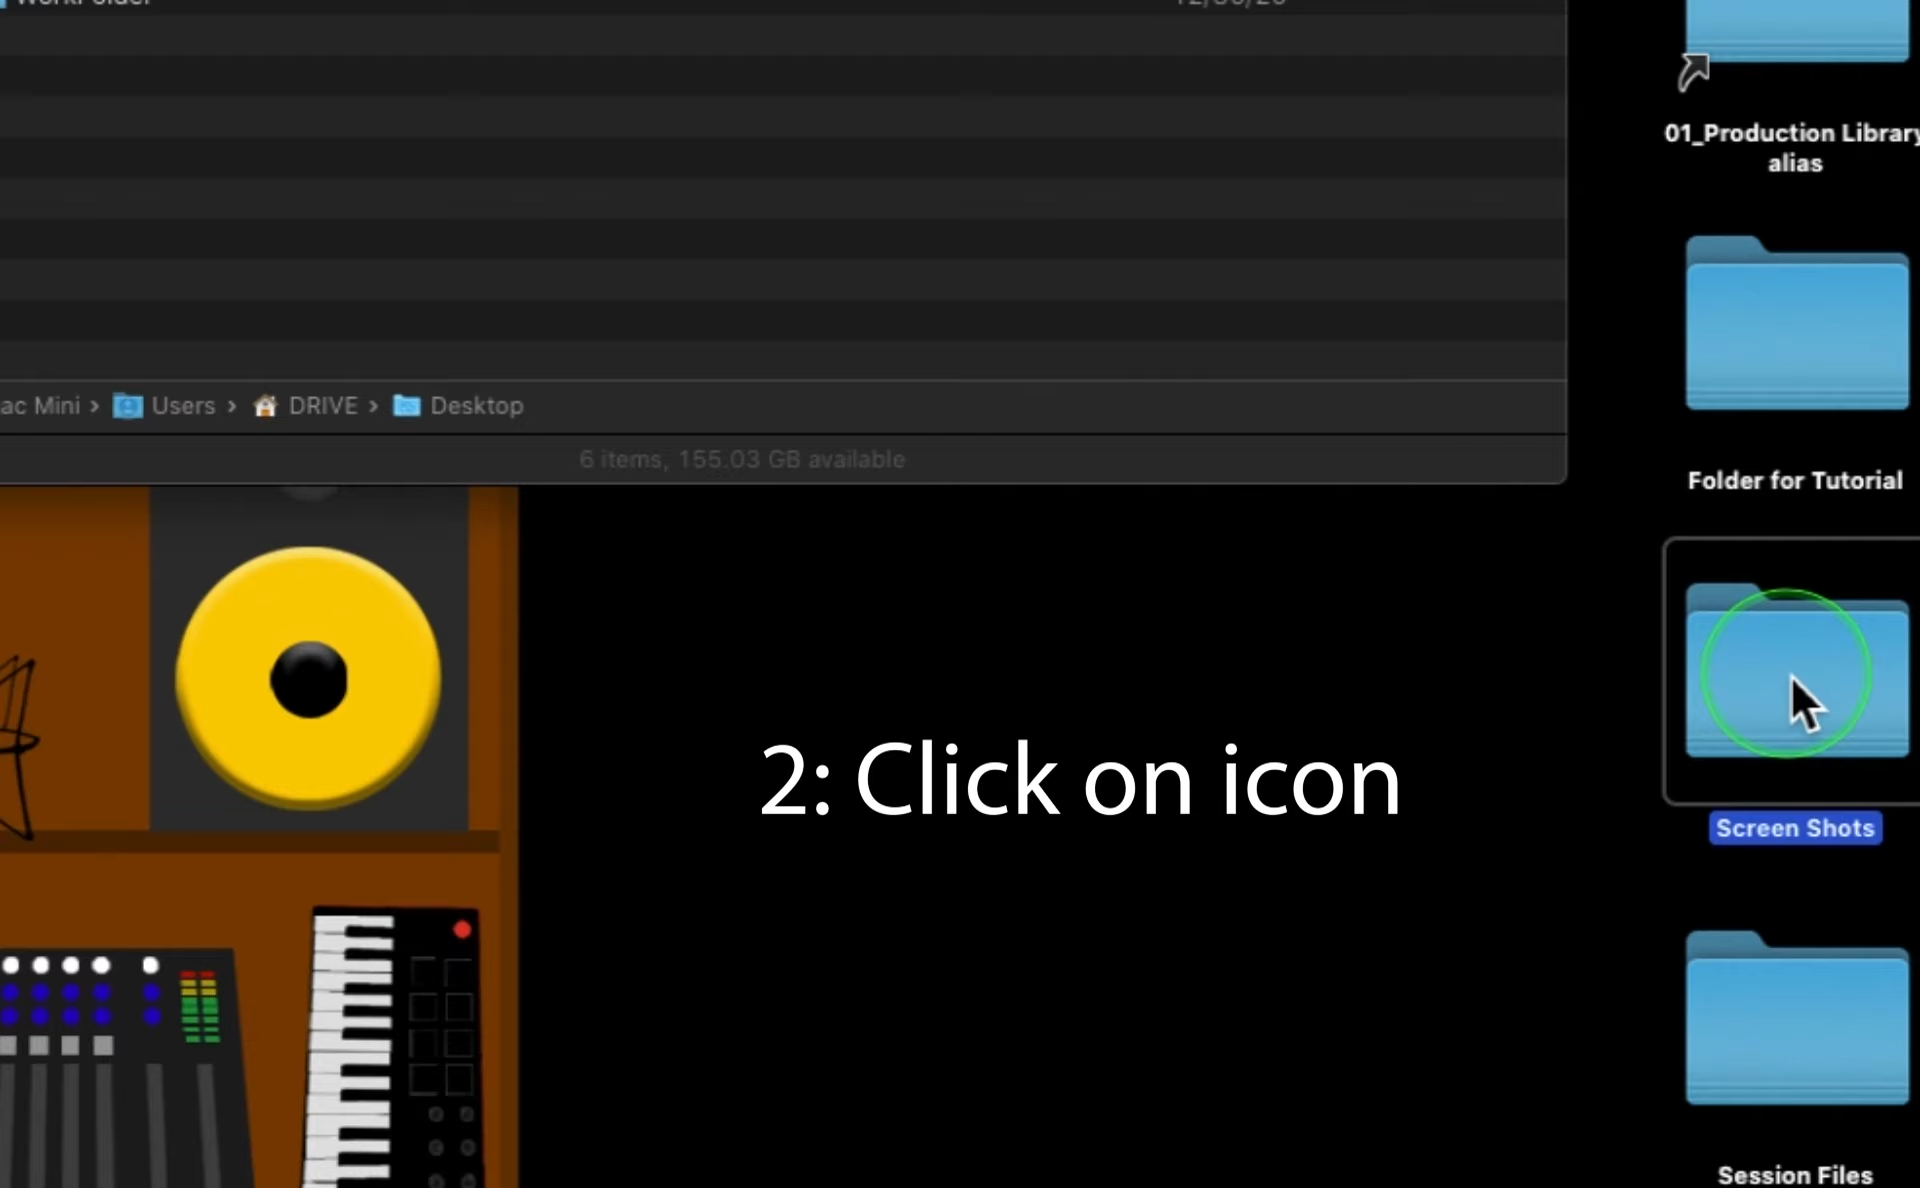 01_Production Library
alias
ac Mini › Users › DRIVE › Desktop
6 items, 155.03 GB available
Folder for Tutorial
2: Click on icon
Screen Shots
Session Files